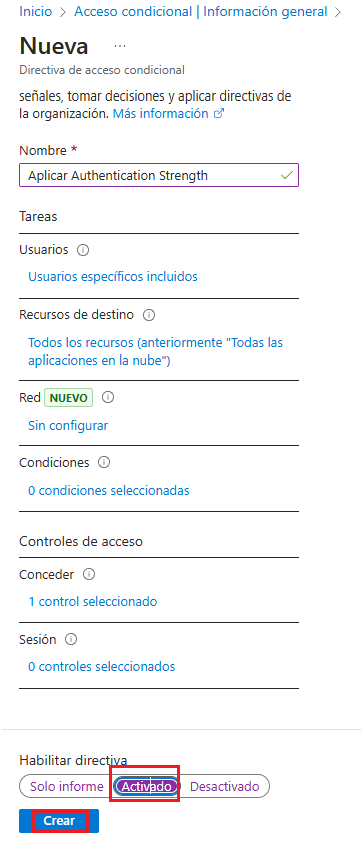 Inicio > Acceso condicional | Información general >
Nueva ...
Directiva de acceso condicional
señales, tomar decisiones y aplicar directivas de
la organización. Más información
Nombre *
Aplicar Authentication Strength
Tareas
Usuarios
Usuarios específicos incluidos
Recursos de destino
Todos los recursos (anteriormente "Todas las
aplicaciones en la nube")
Red NUEVO
Sin configurar
Condiciones
0 condiciones seleccionadas
Controles de acceso
Conceder
1 control seleccionado
Sesión
0 controles seleccionados
Habilitar directiva
Solo informe Activado Desactivado
Crear